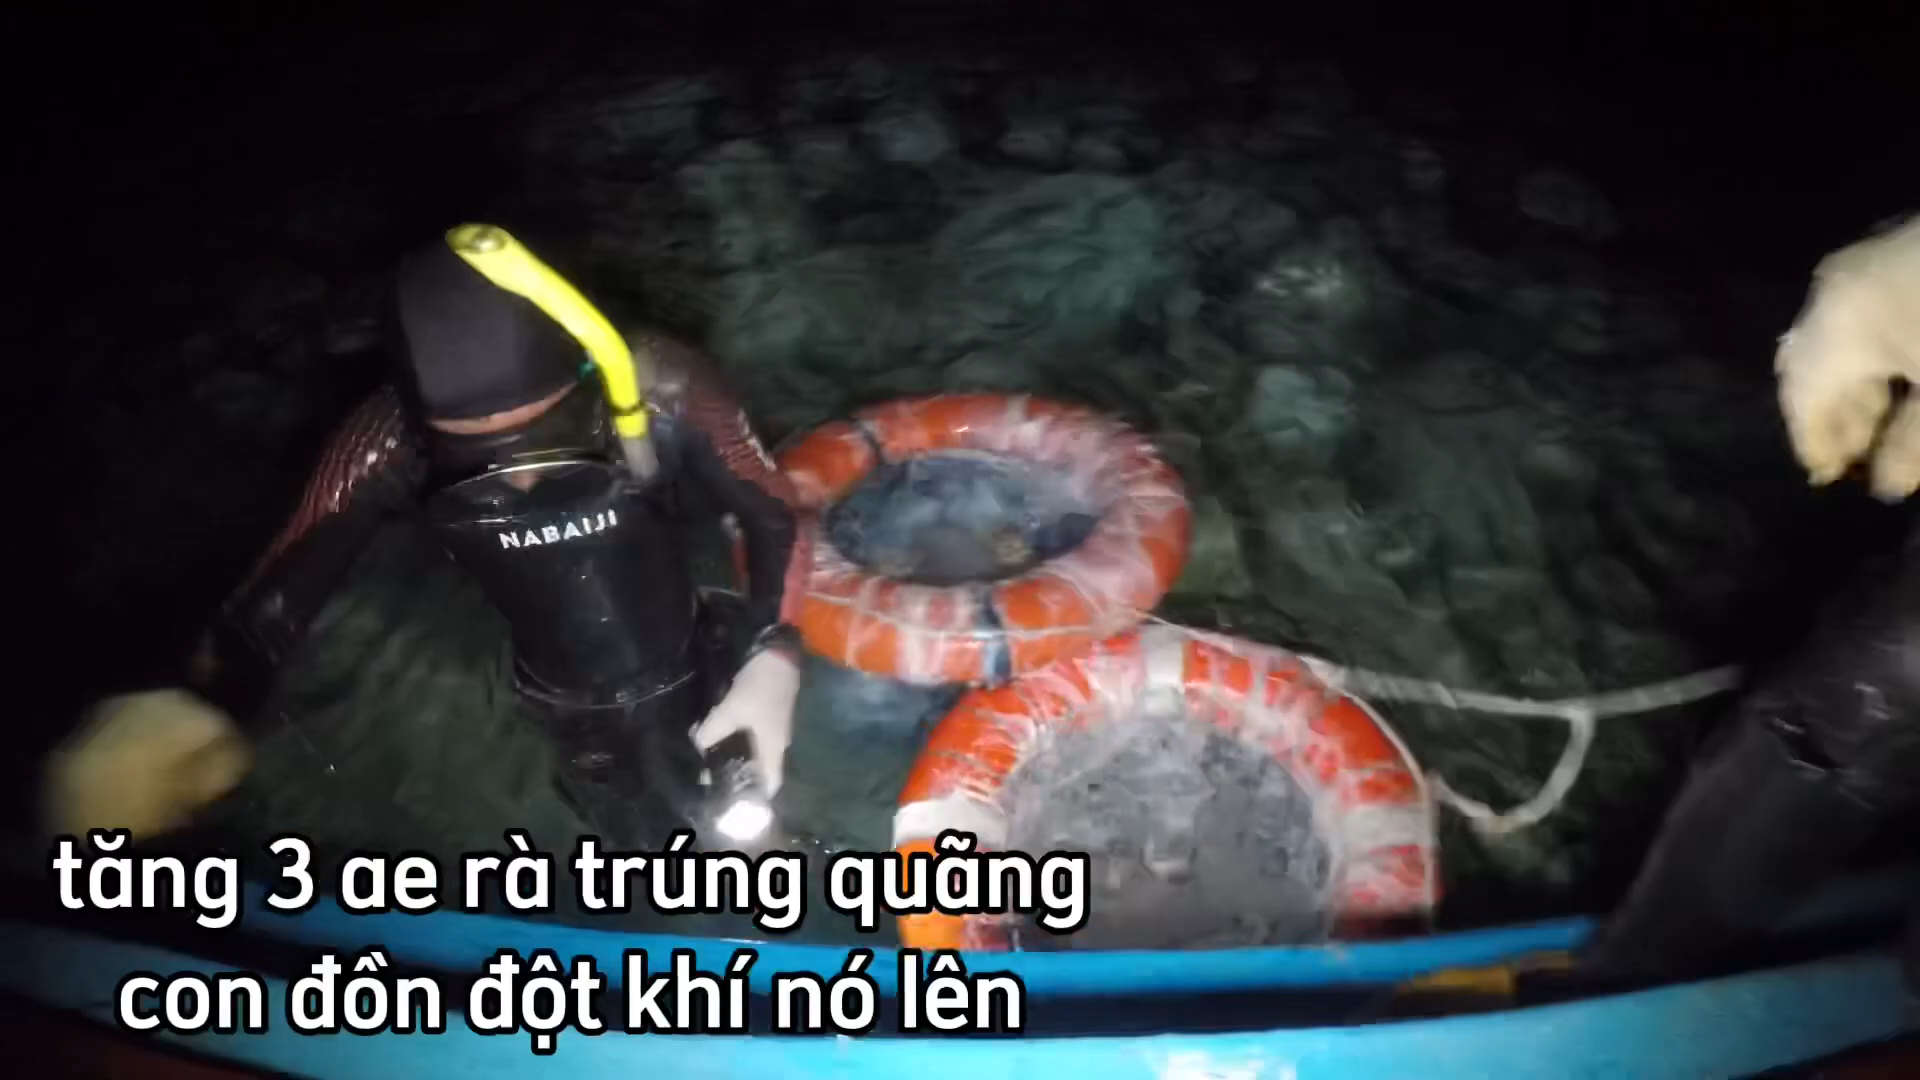 NABAIJI
tăng 3 ae rà trúng quãng
con đồn đột khí nó lên